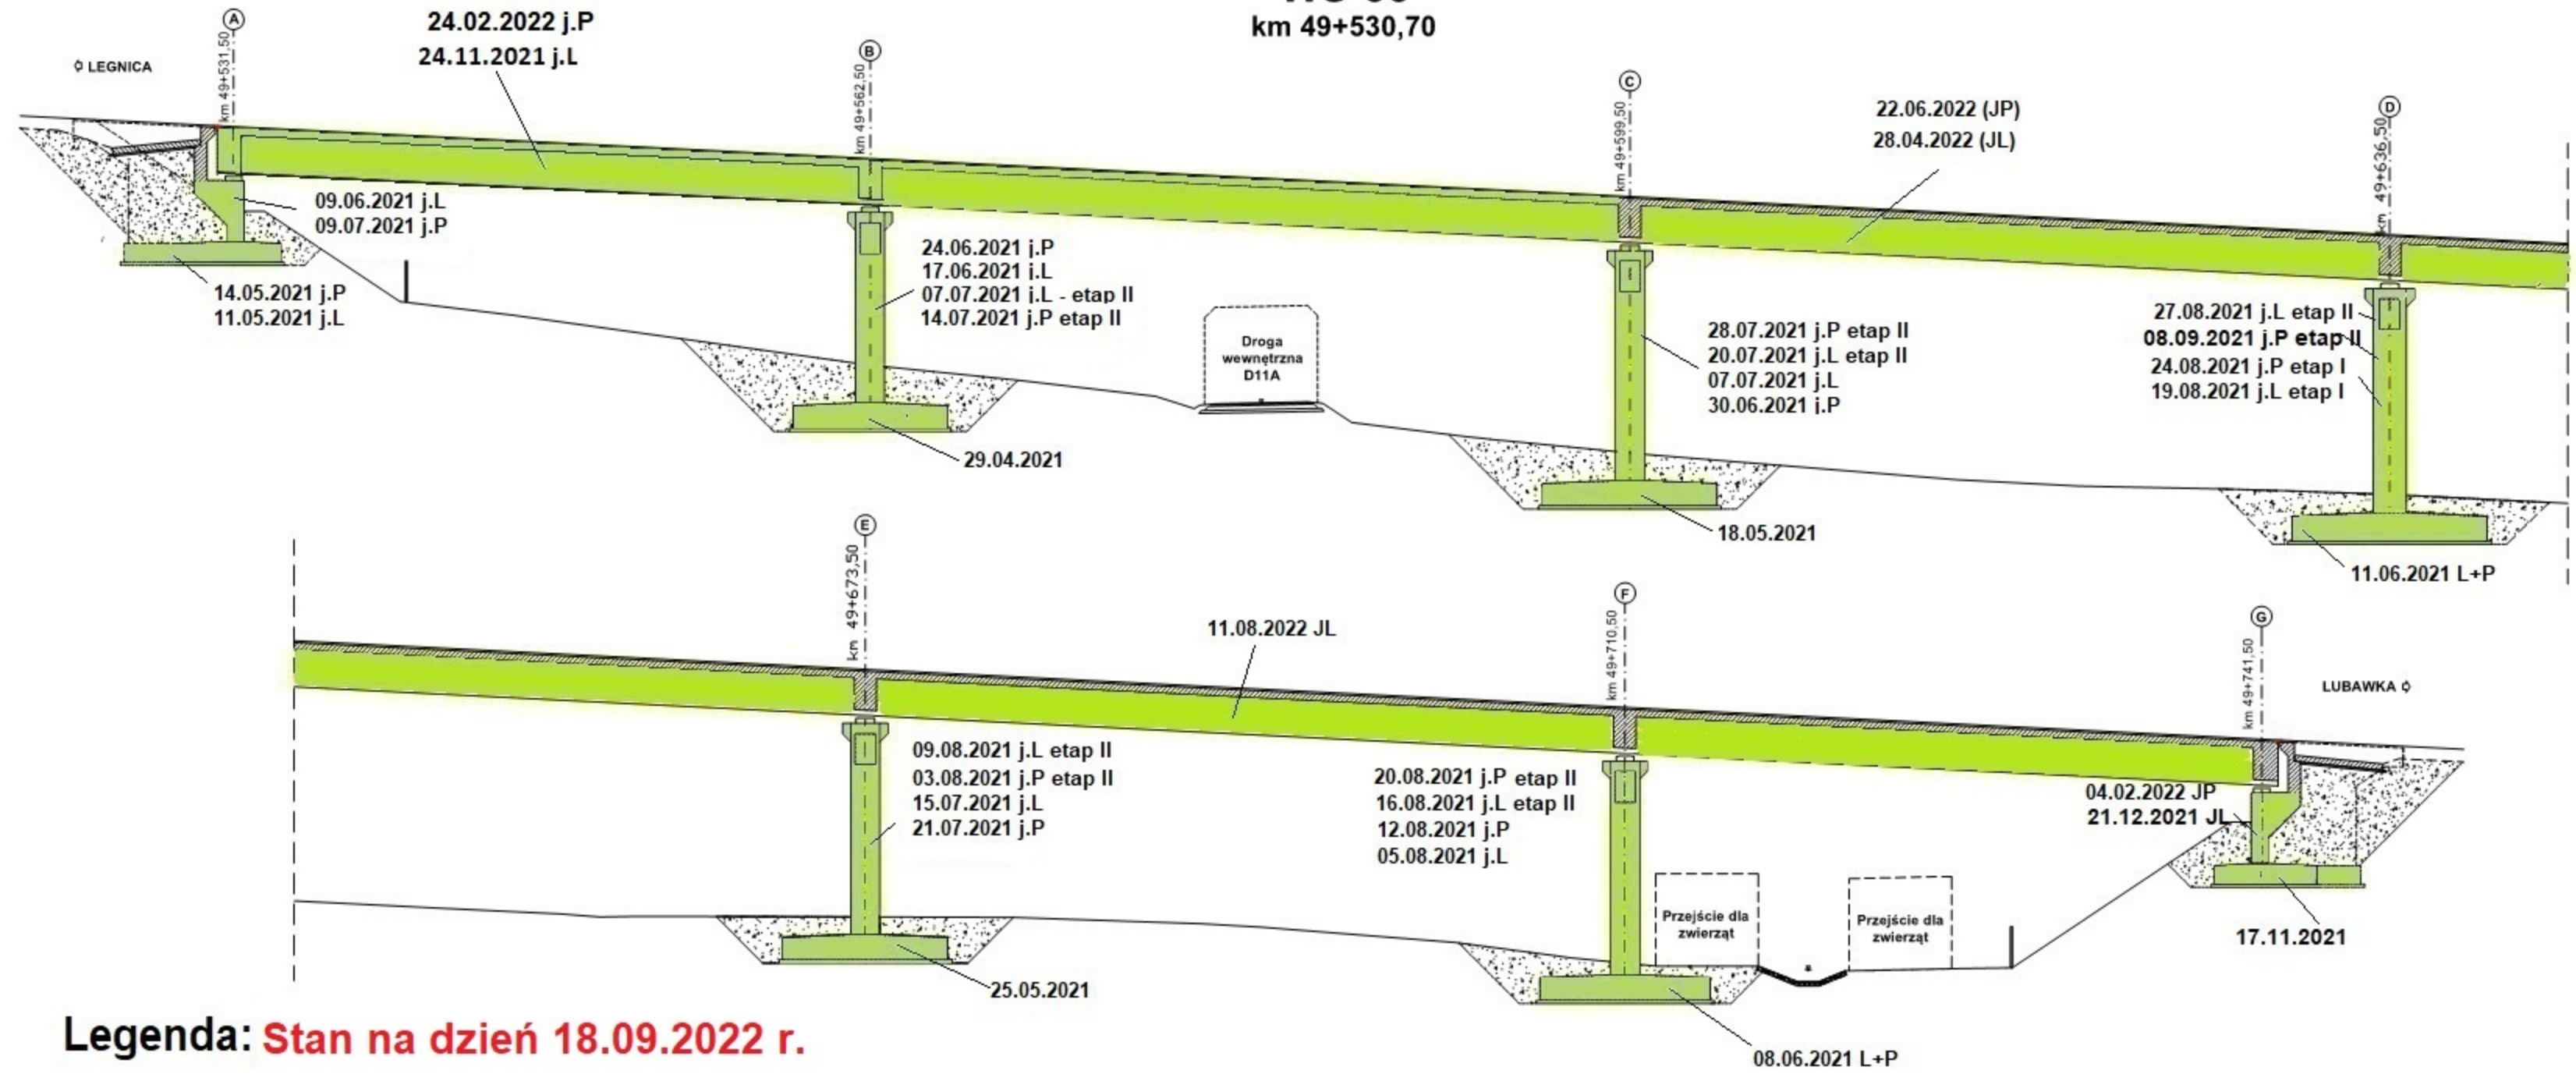 km 49+530,70
A
km 49+531,50
LEGNICA
24.02.2022 j.P
24.11.2021 j.L
B
km 49+562,50
C
km 49+599,50
22.06.2022 (JP)
28.04.2022 (JL)
D
km 49+636,50
09.06.2021 j.L
09.07.2021 j.P
14.05.2021 j.P
11.05.2021 j.L
24.06.2021 j.P
17.06.2021 j.L
07.07.2021 j.L - etap II
14.07.2021 j.P etap II
29.04.2021
Droga
wewnętrzna
D11A
28.07.2021 j.P etap II
20.07.2021 j.L etap II
07.07.2021 j.L
30.06.2021 j.P
18.05.2021
27.08.2021 j.L etap II
08.09.2021 j.P etap II
24.08.2021 j.P etap I
19.08.2021 j.L etap I
11.06.2021 L+P
E
km 49+673,50
11.08.2022 JL
F
km 49+710,50
G
km 49+741,50
LUBAWKA
09.08.2021 j.L etap II
03.08.2021 j.P etap II
15.07.2021 j.L
21.07.2021 j.P
25.05.2021
20.08.2021 j.P etap II
16.08.2021 j.L etap II
12.08.2021 j.P
05.08.2021 j.L
Przejście dla
zwierząt
Przejście dla
zwierząt
04.02.2022 JP
21.12.2021 JL
17.11.2021
08.06.2021 L+P
Legenda: Stan na dzień 18.09.2022 r.